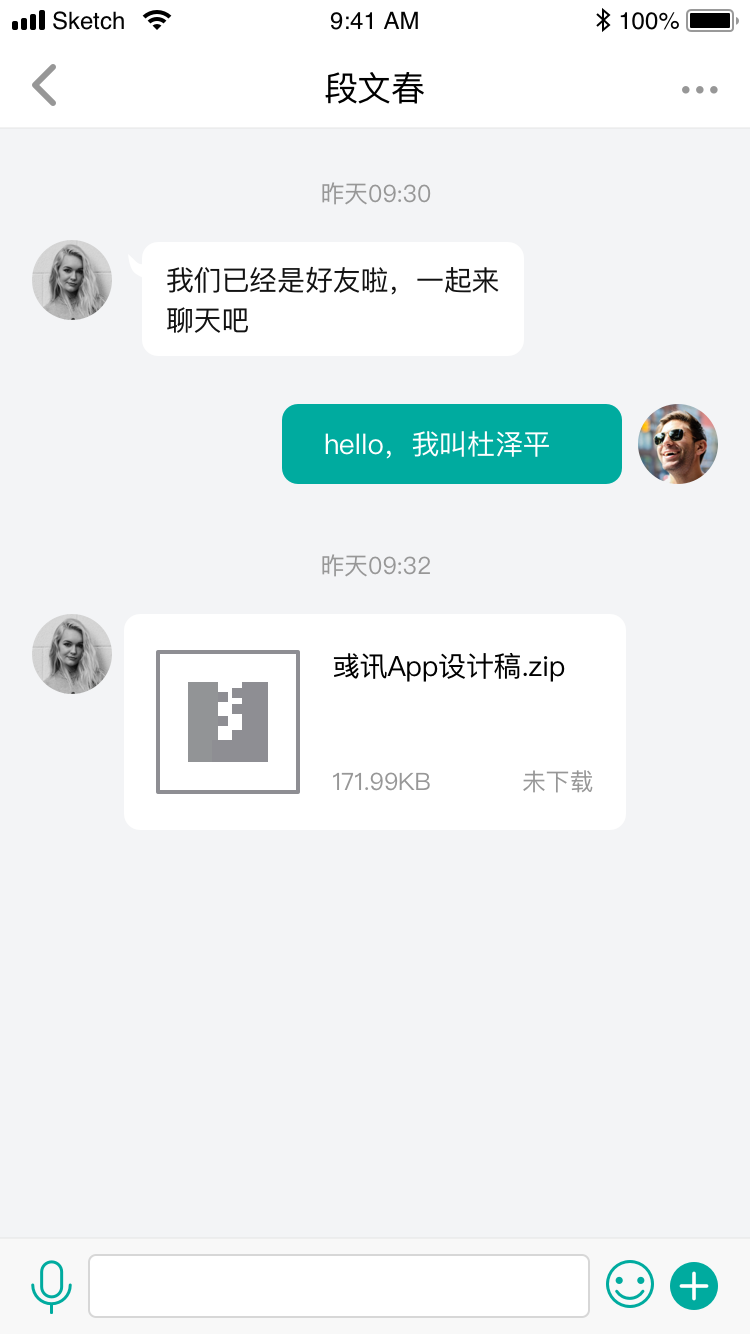 Sketch 9:41 AM 100%
段文春
昨天09:30
我们已经是好友啦，一起来
聊天吧
hello，我叫杜泽平
昨天09:32
彧讯App设计稿.zip
171.99KB 未下载